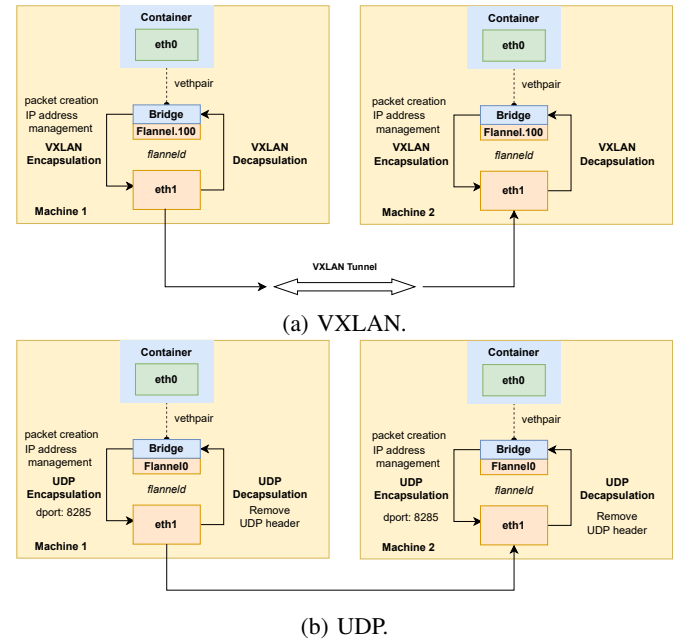 Container
eth0
vethpair
packet creation
IP address
management
Bridge
Flannel.100
VXLAN
Encapsulation
flanneld
VXLAN
Decapsulation
eth1
Machine 1
Container
eth0
vethpair
packet creation
IP address
management
Bridge
Flannel.100
VXLAN
Encapsulation
flanneld
VXLAN
Decapsulation
eth1
Machine 2
VXLAN Tunnel
(a) VXLAN.
Container
eth0
vethpair
packet creation
IP address
management
Bridge
Flannel0
UDP
Encapsulation
dport: 8285
flanneld
UDP
Decapsulation
Remove
UDP header
eth1
Machine 1
Container
eth0
vethpair
packet creation
IP address
management
Bridge
Flannel0
UDP
Encapsulation
dport: 8285
flanneld
UDP
Decapsulation
Remove
UDP header
eth1
Machine 2
(b) UDP.